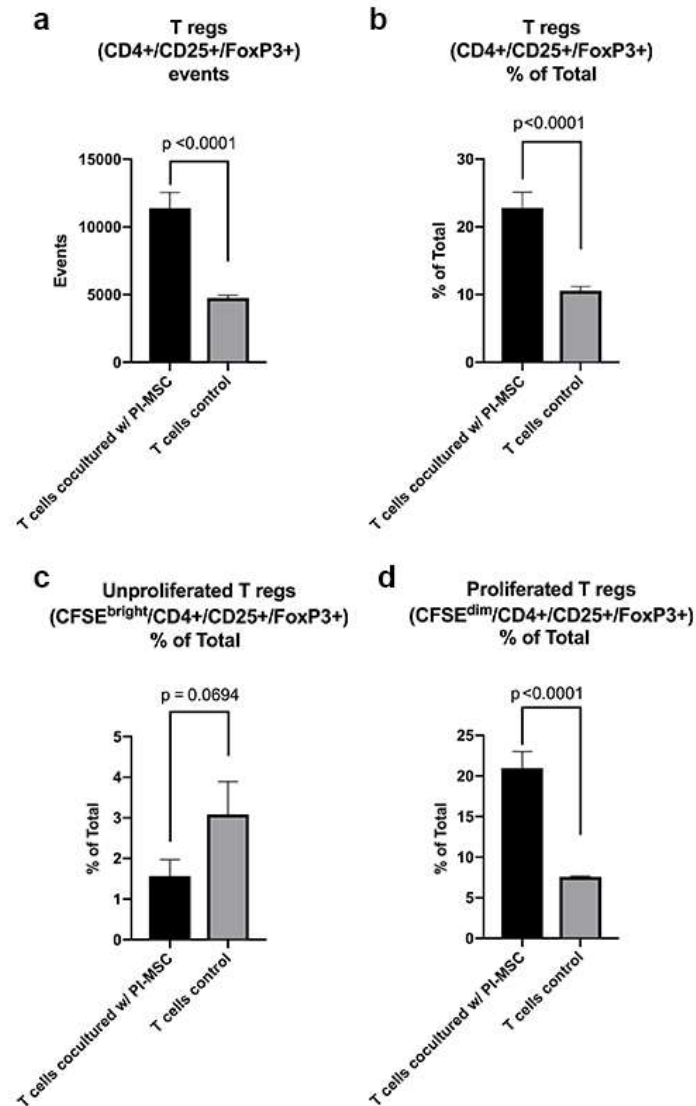 a
T regs
(CD4+/CD25+/FoxP3+)
events
p <0.0001
15000
10000
5000
0
Events
T cells cocultured w/ PI-MSC
T cells control
b
T regs
(CD4+/CD25+/FoxP3+)
% of Total
p<0.0001
30
20
10
0
% of Total
T cells cocultured w/ PI-MSC
T cells control
c
Unproliferated T regs
(CFSEbright/CD4+/CD25+/FoxP3+)
% of Total
p = 0.0694
5
4
3
2
1
0
% of Total
T cells cocultured w/ PI-MSC
T cells control
d
Proliferated T regs
(CFSEdim/CD4+/CD25+/FoxP3+)
% of Total
p<0.0001
25
20
15
10
5
0
% of Total
T cells cocultured w/ PI-MSC
T cells control